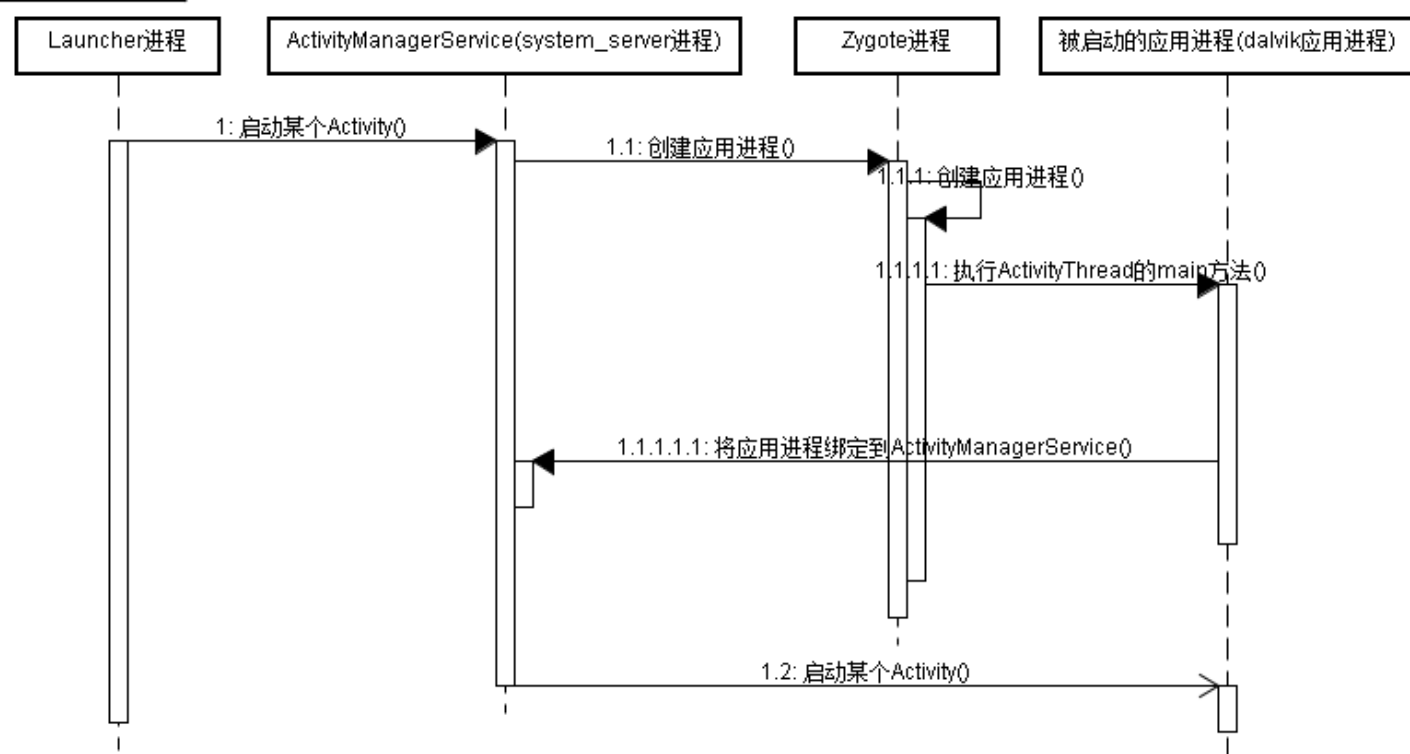 Launcher进程
ActivityManagerService(system_server进程)
Zygote进程
被启动的应用进程(dalvik应用进程)
1: 启动某个Activity()
1.1: 创建应用进程()
1.1.1: 创建应用进程()
1.1.1.1: 执行ActivityThread的main方法()
1.1.1.1.1: 将应用进程绑定到ActivityManagerService()
1.2: 启动某个Activity()